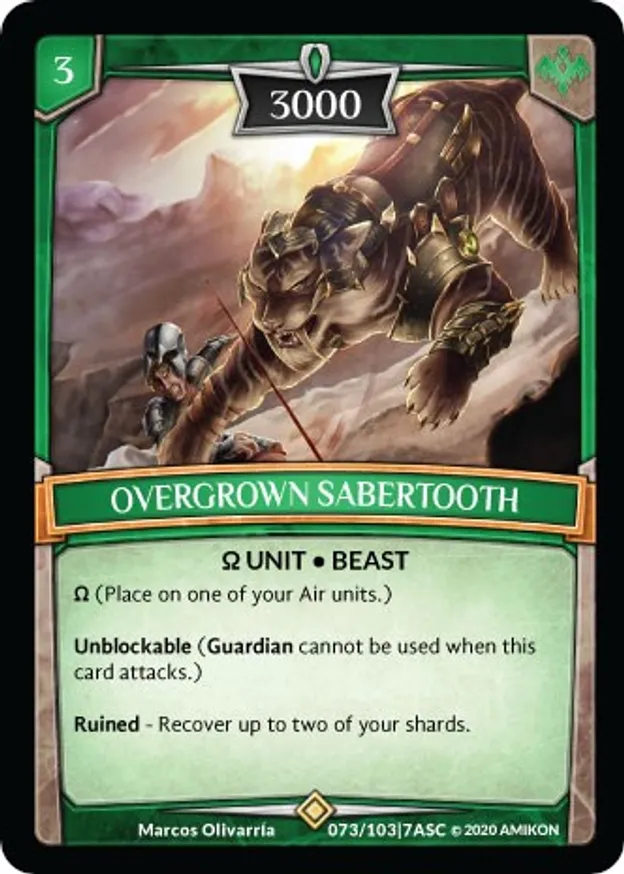 3
3000
OVERGROWN SABERTOOTH
Ω UNIT • BEAST
Ω (Place on one of your Air units.)
Unblockable (Guardian cannot be used when this
card attacks.)
Ruined - Recover up to two of your shards.
Marcos Olivarría 073/103|7ASC © 2020 AMIKON